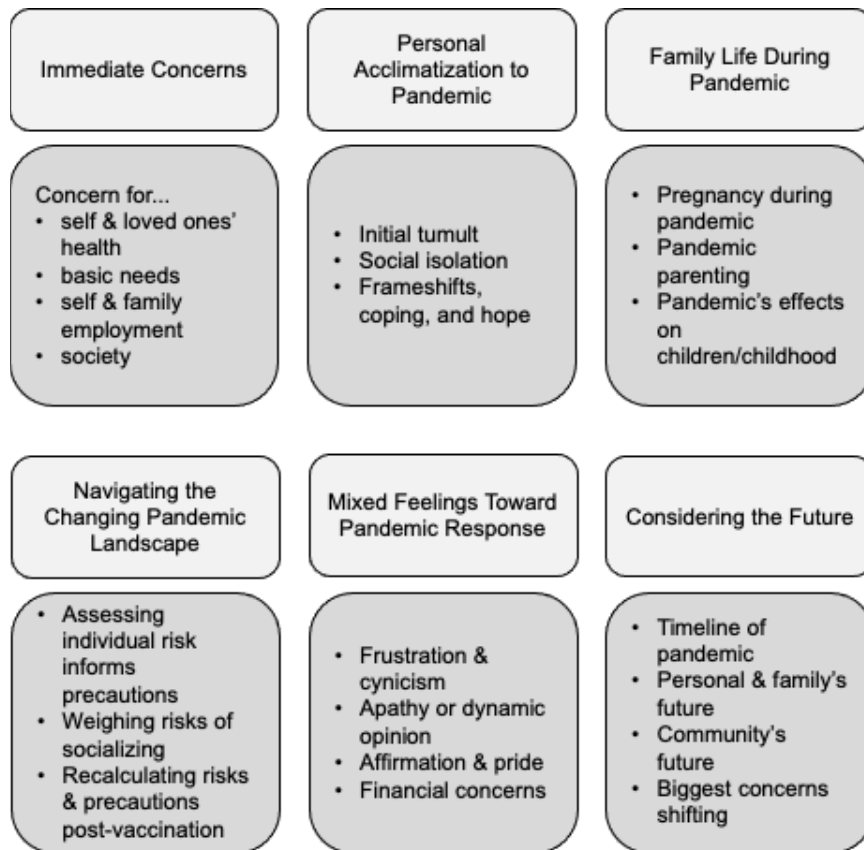 Immediate Concerns
Personal
Acclimatization to
Pandemic
Family Life During
Pandemic
Concern for...
• self & loved ones'
health
• basic needs
• self & family
employment
• society
• Initial tumult
• Social isolation
• Frameshifts,
coping, and hope
• Pregnancy during
pandemic
• Pandemic
parenting
• Pandemic's effects
on
children/childhood
Navigating the
Changing Pandemic
Landscape
Mixed Feelings Toward
Pandemic Response
Considering the Future
• Assessing
individual risk
informs
precautions
• Weighing risks of
socializing
• Recalculating risks
& precautions
post-vaccination
• Frustration &
cynicism
• Apathy or dynamic
opinion
• Affirmation & pride
• Financial concerns
• Timeline of
pandemic
• Personal & family's
future
• Community's
future
• Biggest concerns
shifting